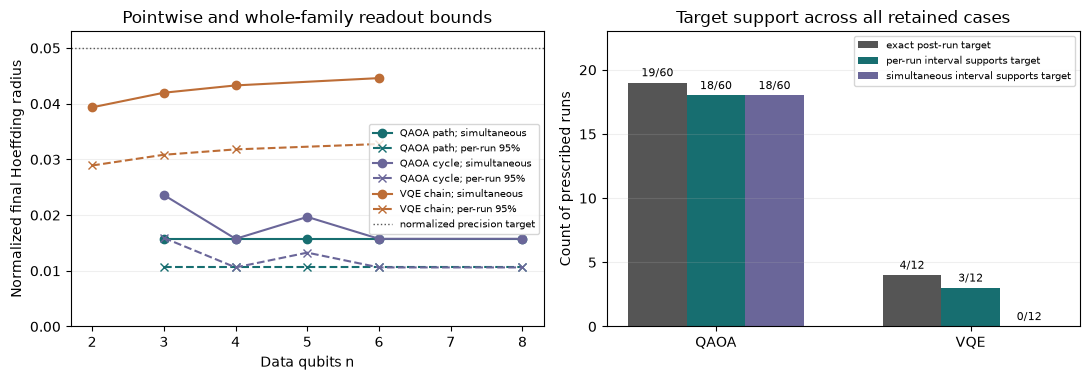 Pointwise and whole-family readout bounds
Normalized final Hoeffding radius
0.05
0.04
0.03
0.02
0.01
0.00
QAOA path; simultaneous
QAOA path; per-run 95%
QAOA cycle; simultaneous
QAOA cycle; per-run 95%
VQE chain; simultaneous
VQE chain; per-run 95%
normalized precision target
2 3 4 5 6 7 8
Data qubits n
Target support across all retained cases
Count of prescribed runs
20
15
10
5
0
exact post-run target
per-run interval supports target
simultaneous interval supports target
19/60
18/60
18/60
4/12
3/12
0/12
QAOA
VQE